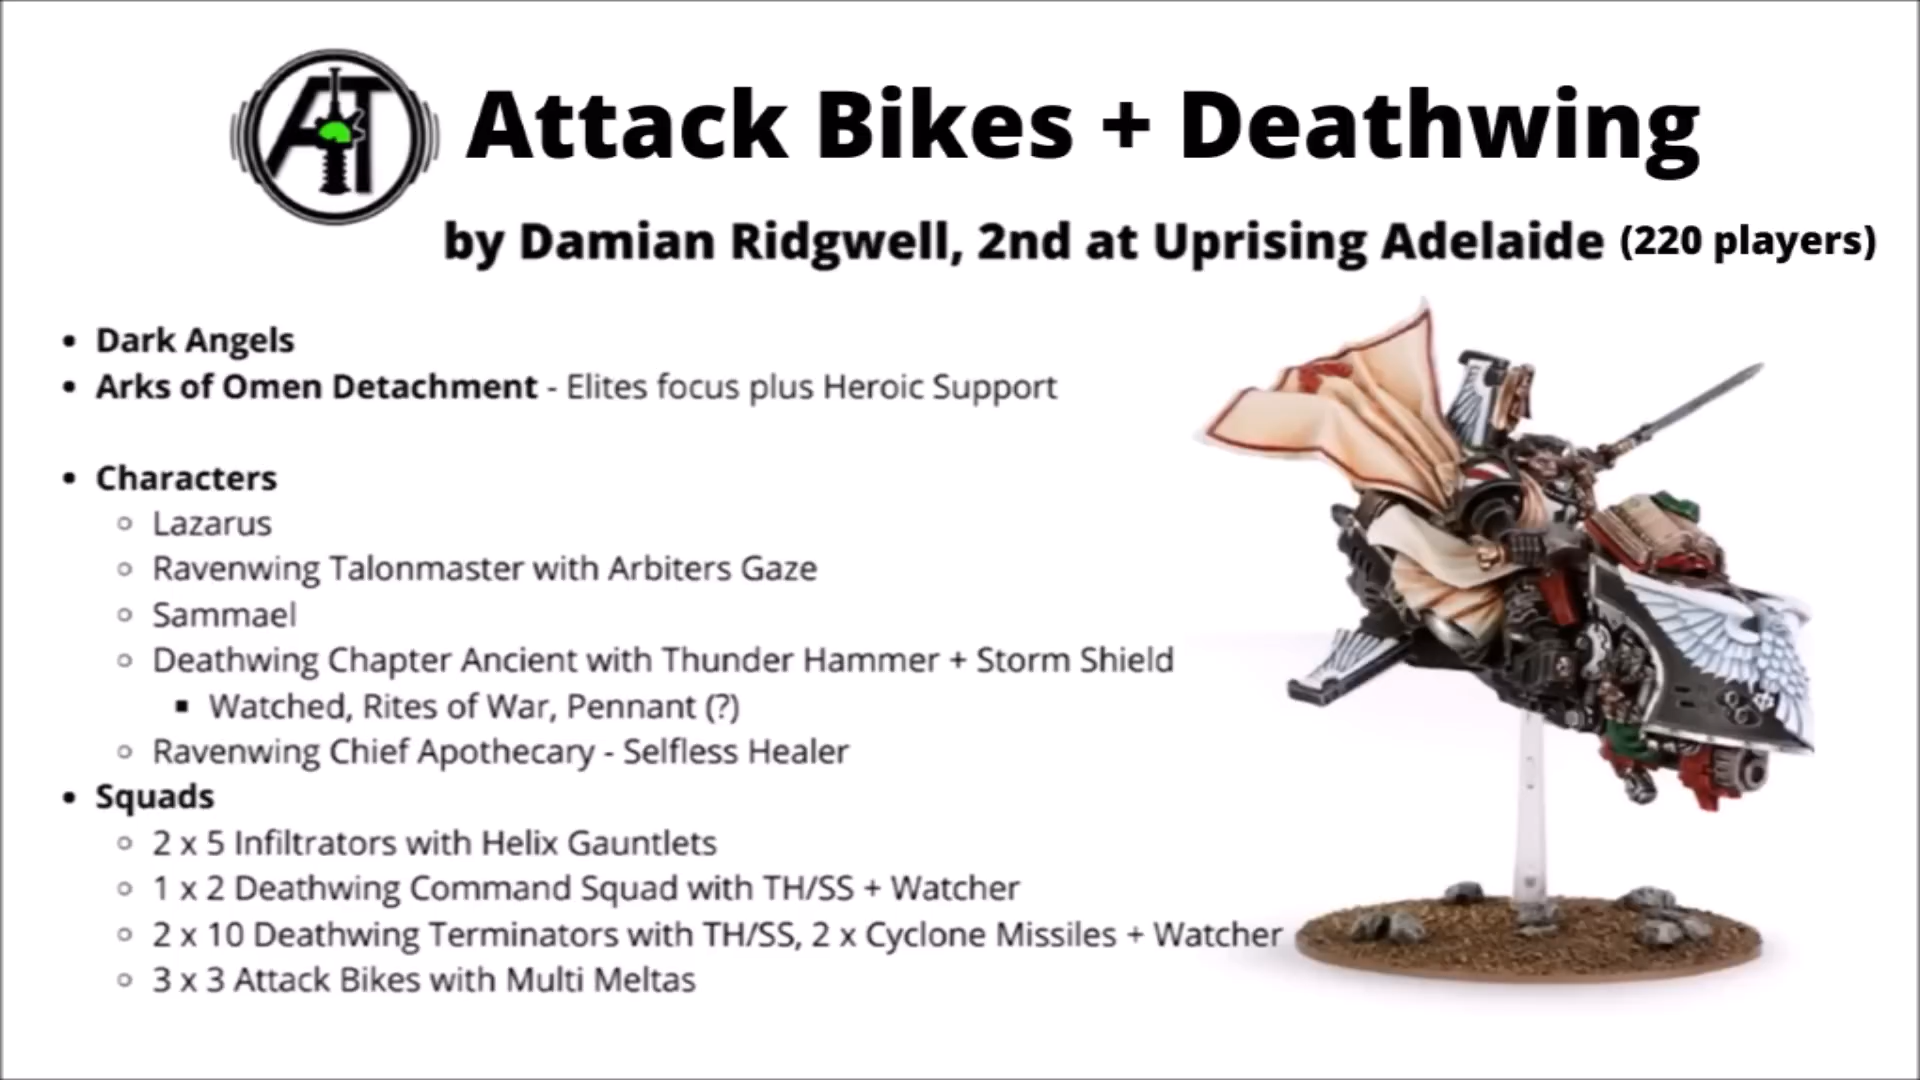 AT
Attack Bikes + Deathwing
by Damian Ridgwell, 2nd at Uprising Adelaide (220 players)
• Dark Angels
• Arks of Omen Detachment - Elites focus plus Heroic Support
• Characters
○ Lazarus
○ Ravenwing Talonmaster with Arbiters Gaze
○ Sammael
○ Deathwing Chapter Ancient with Thunder Hammer + Storm Shield
▪ Watched, Rites of War, Pennant (?)
○ Ravenwing Chief Apothecary - Selfless Healer
• Squads
○ 2 x 5 Infiltrators with Helix Gauntlets
○ 1 x 2 Deathwing Command Squad with TH/SS + Watcher
○ 2 x 10 Deathwing Terminators with TH/SS, 2 x Cyclone Missiles + Watcher
○ 3 x 3 Attack Bikes with Multi Meltas